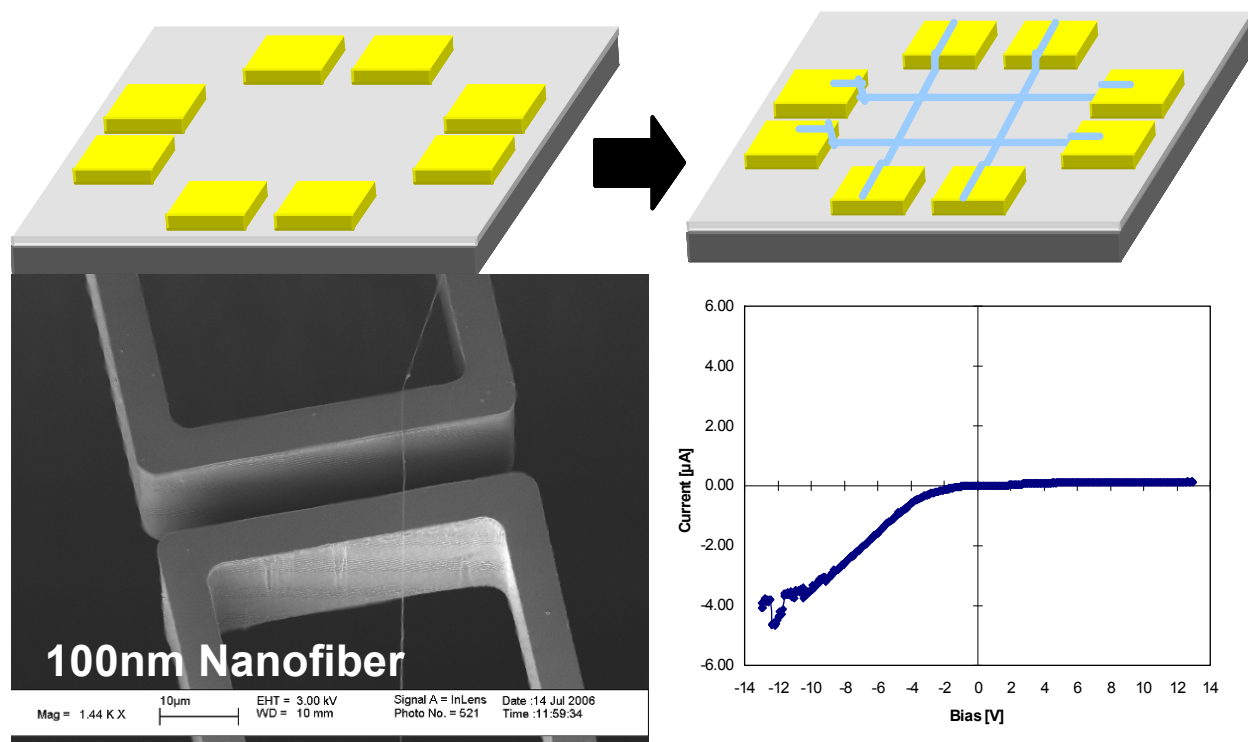 100nm Nanofiber
Mag = 1.44 K X
10µm
EHT = 3.00 kV
WD = 10 mm
Signal A = InLens
Photo No. = 521
Date :14 Jul 2006
Time :11:59:34
6.00
4.00
2.00
0.00
-2.00
-4.00
-6.00
Current [µA]
-14 -12 -10 -8 -6 -4 -2 0 2 4 6 8 10 12 14
Bias [V]